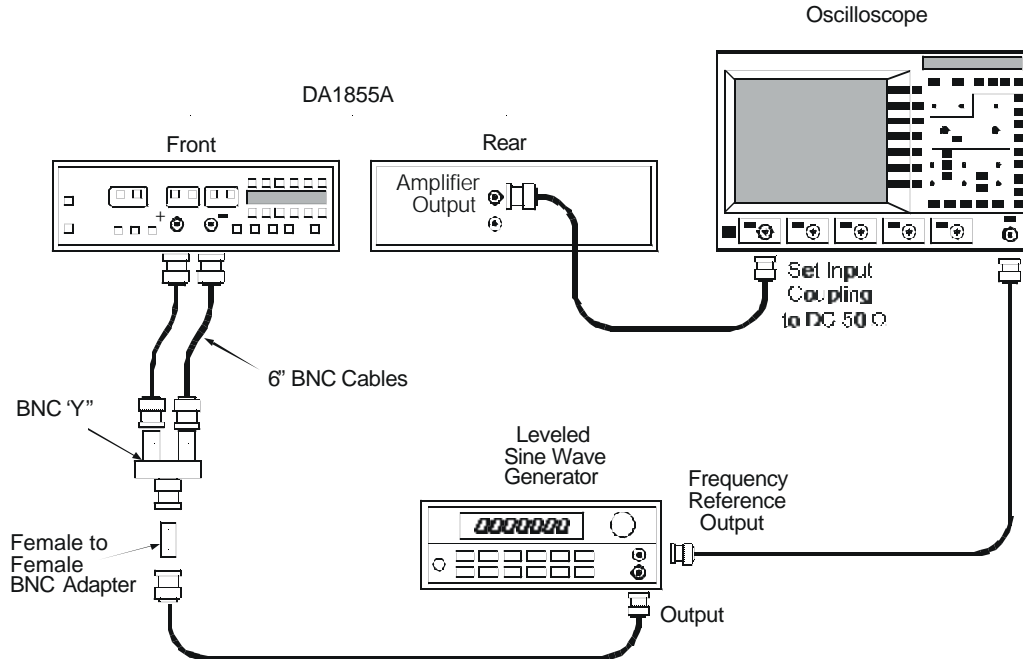 Oscilloscope
DA1855A
Front
Rear
Amplifier
Output
+
Set Input
Coupling
to DC 50 Ω
6” BNC Cables
BNC ‘Y”
Leveled
Sine Wave
Generator
Frequency
Reference
Output
0000000
Female to
Female
BNC Adapter
Output